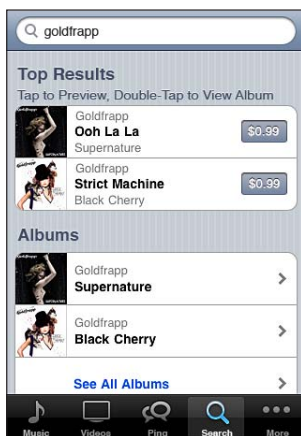 goldfrapp
Top Results
Tap to Preview, Double-Tap to View Album
Goldfrapp
Ooh La La
Supernature
$0.99
Goldfrapp
Strict Machine
Black Cherry
$0.99
Albums
Goldfrapp
Supernature
Goldfrapp
Black Cherry
See All Albums
Music
Videos
Ping
Search
More